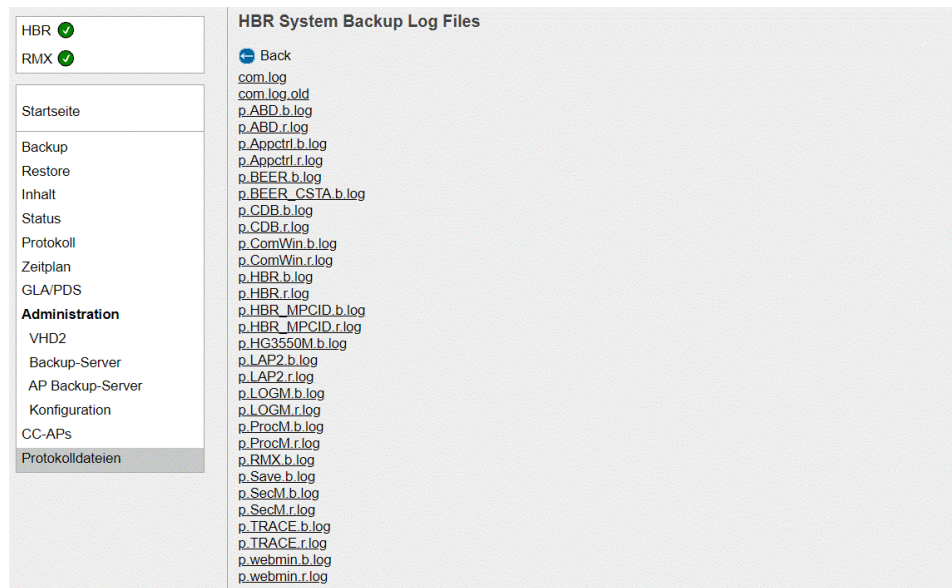 HBR
RMX
Startseite
Backup
Restore
Inhalt
Status
Protokoll
Zeitplan
GLA/PDS
Administration
VHD2
Backup-Server
AP Backup-Server
Konfiguration
CC-APs
Protokolldateien
HBR System Backup Log Files
Back
com.log
com.log.old
p.ABD.b.log
p.ABD.r.log
p.Appctrl.b.log
p.Appctrl.r.log
p.BEER.b.log
p.BEER_CSTA.b.log
p.CDB.b.log
p.CDB.r.log
p.ComWin.b.log
p.ComWin.r.log
p.HBR.b.log
p.HBR.r.log
p.HBR_MPCID.b.log
p.HBR_MPCID.r.log
p.HG3550M.b.log
p.LAP2.b.log
p.LAP2.r.log
p.LOGM.b.log
p.LOGM.r.log
p.ProcM.b.log
p.ProcM.r.log
p.RMX.b.log
p.Save.b.log
p.SecM.b.log
p.SecM.r.log
p.TRACE.b.log
p.TRACE.r.log
p.webmin.b.log
p.webmin.r.log